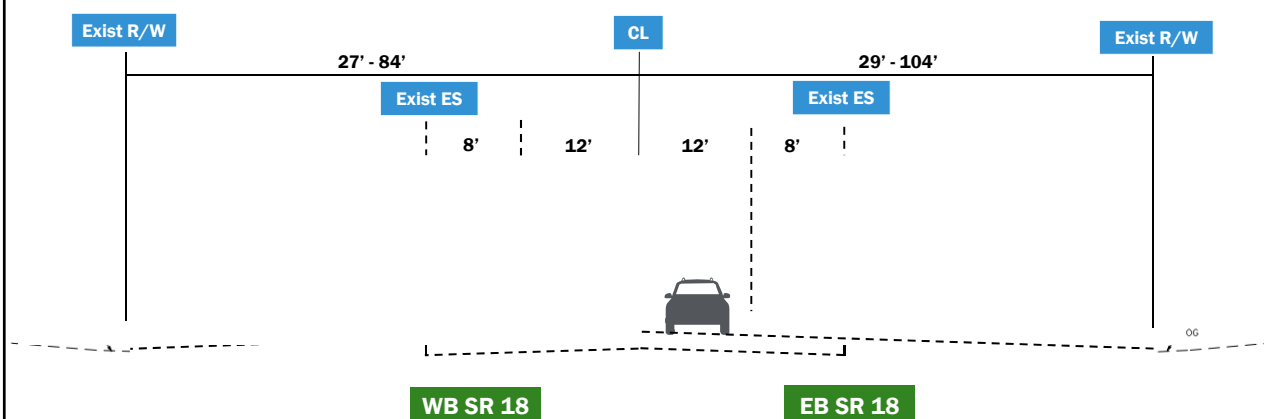 Exist R/W
CL
Exist R/W
27' - 84'
29' - 104'
Exist ES
Exist ES
8'
12'
12'
8'
OG
WB SR 18
EB SR 18